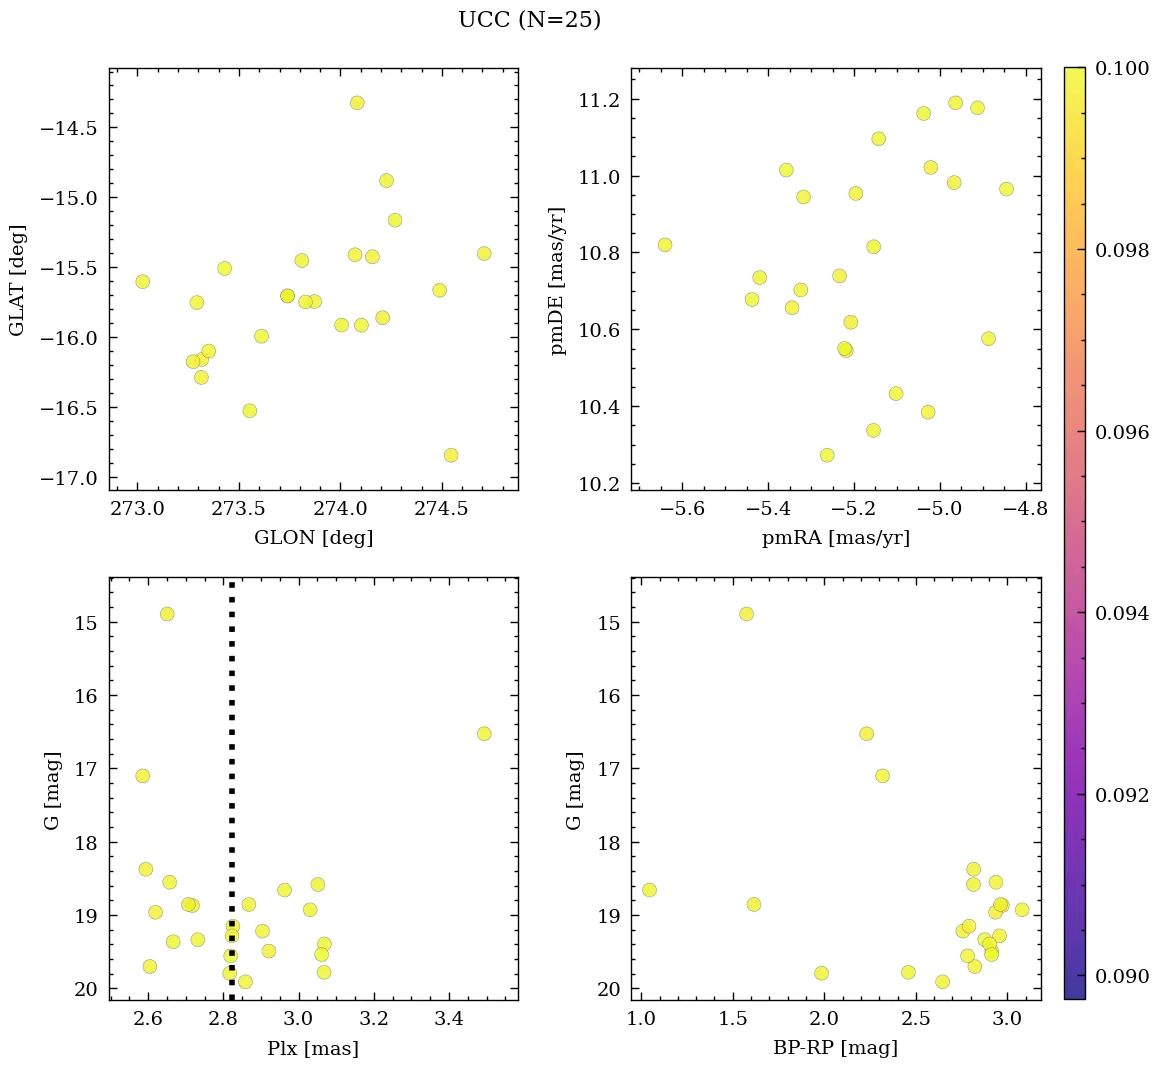 UCC (N=25)
−14.5
−15.0
−15.5
−16.0
−16.5
−17.0
GLAT [deg]
273.0 273.5 274.0 274.5
GLON [deg]
11.2
11.0
10.8
10.6
10.4
10.2
pmDE [mas/yr]
−5.6 −5.4 −5.2 −5.0 −4.8
pmRA [mas/yr]
15
16
17
18
19
20
G [mag]
2.6 2.8 3.0 3.2 3.4
Plx [mas]
15
16
17
18
19
20
G [mag]
1.0 1.5 2.0 2.5 3.0
BP-RP [mag]
0.100
0.098
0.096
0.094
0.092
0.090